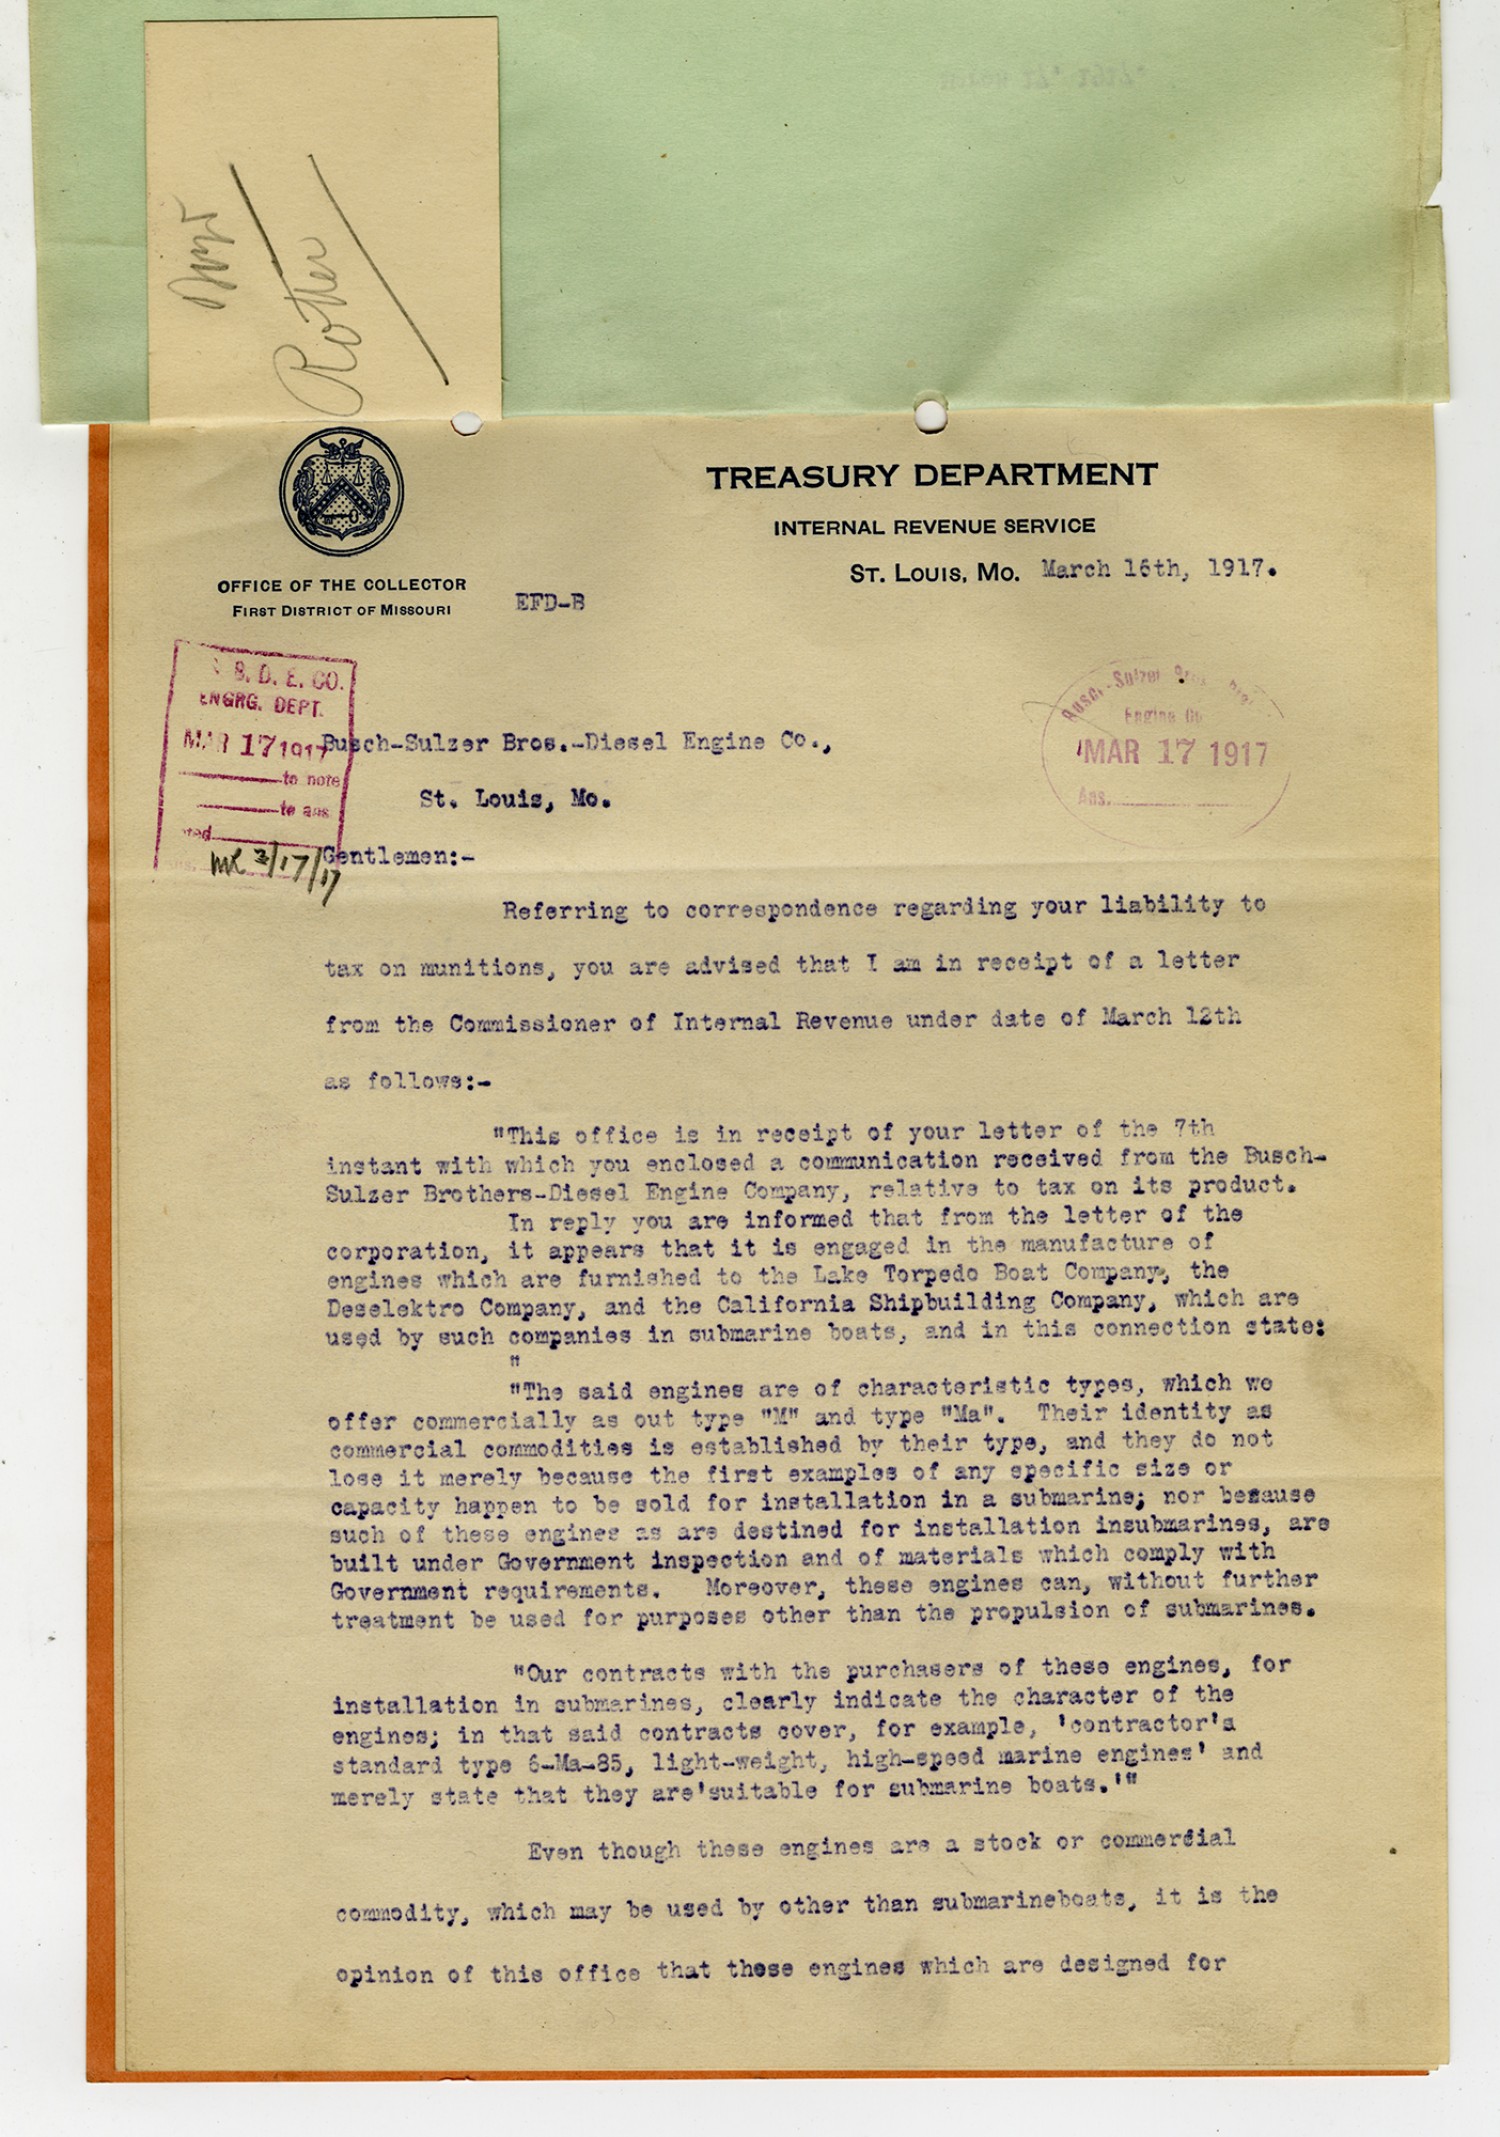 Rotter
TREASURY DEPARTMENT
INTERNAL REVENUE SERVICE
ST. LOUIS, MO. March 16th, 1917.
OFFICE OF THE COLLECTOR
FIRST DISTRICT OF MISSOURI
EFD-B
B. D. E. CO.
ENGRG. DEPT.
MAR 17 1917
to note
to ans
3/17/17
Busch-Sulzer Bros.
Engine Co
MAR 17 1917
Ans.
Busch-Sulzer Bros.-Diesel Engine Co.,
St. Louis, Mo.
Gentlemen:-
Referring to correspondence regarding your liability to
tax on munitions, you are advised that I am in receipt of a letter
from the Commissioner of Internal Revenue under date of March 12th
as follows:-
"This office is in receipt of your letter of the 7th
instant with which you enclosed a communication received from the Busch-
Sulzer Brothers-Diesel Engine Company, relative to tax on its product.
In reply you are informed that from the letter of the
corporation, it appears that it is engaged in the manufacture of
engines which are furnished to the Lake Torpedo Boat Company, the
Deselektro Company, and the California Shipbuilding Company, which are
used by such companies in submarine boats, and in this connection state:
"
"The said engines are of characteristic types, which we
offer commercially as out type "M" and type "Ma". Their identity as
commercial commodities is established by their type, and they do not
lose it merely because the first examples of any specific size or
capacity happen to be sold for installation in a submarine; nor because
such of these engines as are destined for installation insubmarines, are
built under Government inspection and of materials which comply with
Government requirements. Moreover, these engines can, without further
treatment be used for purposes other than the propulsion of submarines.
"Our contracts with the purchasers of these engines, for
installation in submarines, clearly indicate the character of the
engines; in that said contracts cover, for example, 'contractor's
standard type 6-Ma-85, light-weight, high-speed marine engines' and
merely state that they are'suitable for submarine boats.'"
Even though these engines are a stock or commercial
commodity, which may be used by other than submarineboats, it is the
opinion of this office that these engines which are designed for